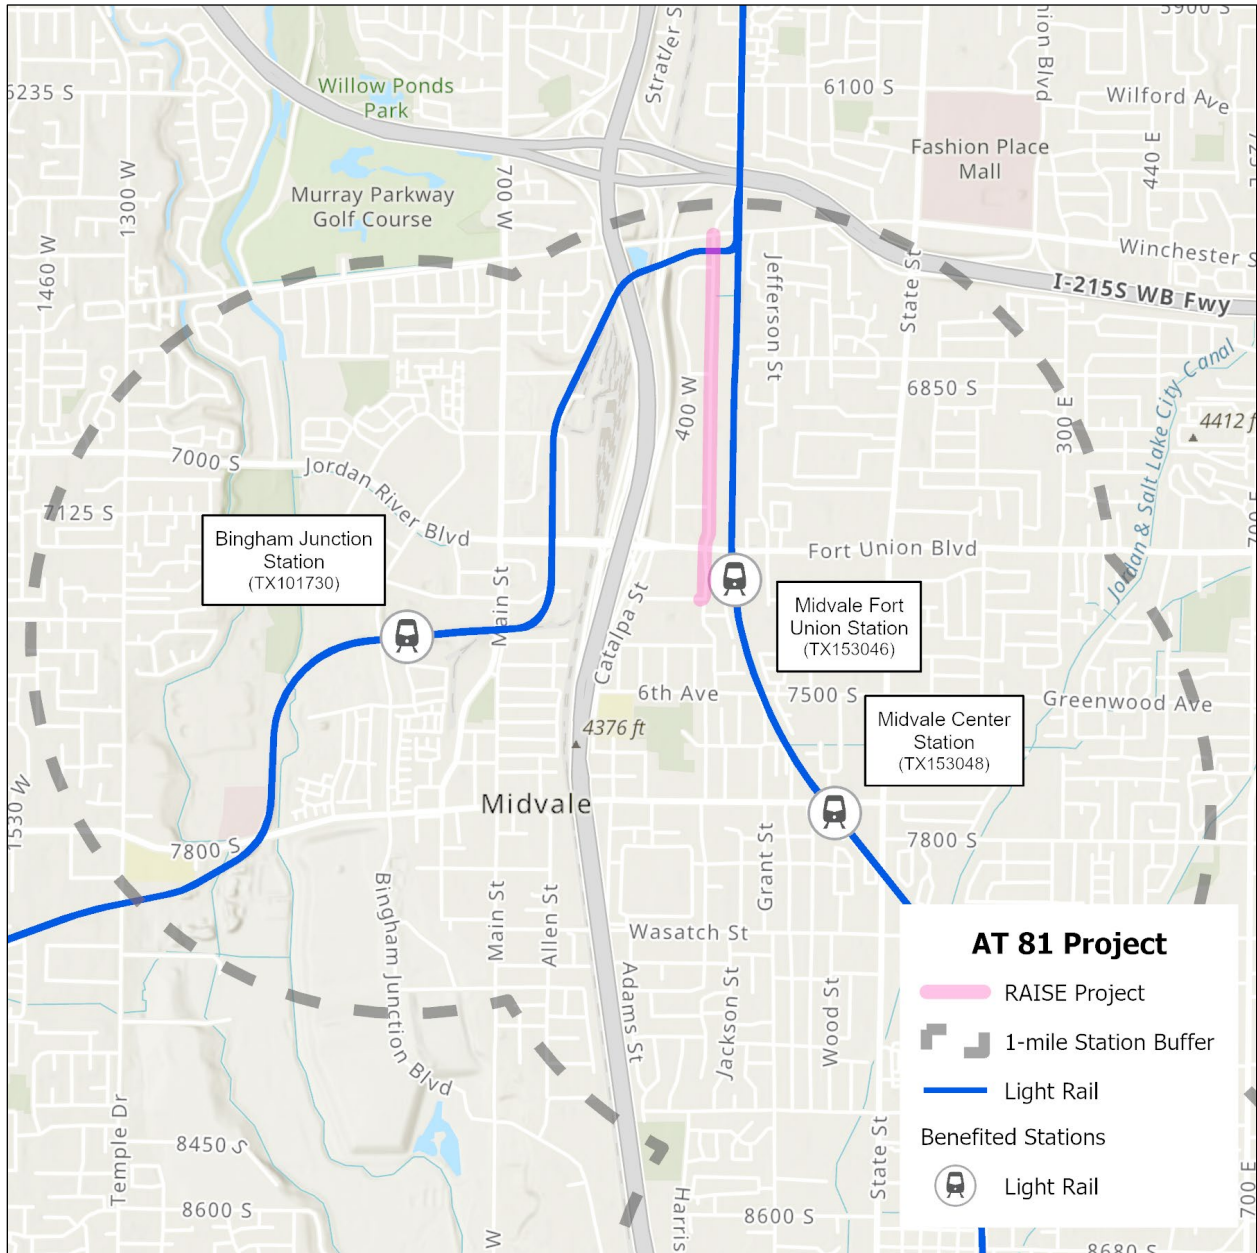 5900 S
Stratler S
nion Blvd
6235 S
Willow Ponds
Park
6100 S
Wilford Ave
Fashion Place
Mall
440 E
1300 W
700 W
Murray Parkway
Golf Course
Winchester S
1460 W
Jefferson St
State St
I-215S WB Fwy
400 W
6850 S
300 E
Jordan & Salt Lake City Canal
4412 f
7000 S
Jordan River Blvd
7125 S
Fort Union Blvd
Bingham Junction
Station
(TX101730)
Main St
Catalpa St
Midvale Fort
Union Station
(TX153046)
6th Ave
7500 S
Greenwood Ave
4376 ft
Midvale Center
Station
(TX153048)
1530 W
Midvale
7800 S
7800 S
Grant St
Bingham Junction Blvd
Main St
Allen St
Wasatch St
Adams St
Jackson St
Wood St
AT 81 Project
RAISE Project
1-mile Station Buffer
Light Rail
Benefited Stations
Light Rail
Temple Dr
8450 S
State St
8600 S
W
Harris
8600 S
700 E
8680 S